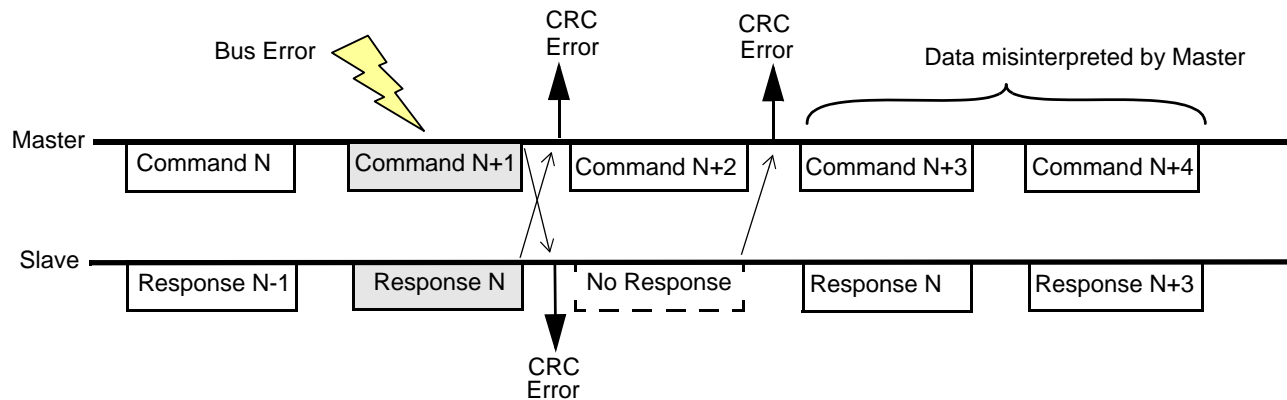 CRC
Error
CRC
Error
Bus Error
Data misinterpreted by Master
Master
Command N
Command N+1
Command N+2
Command N+3
Command N+4
Slave
Response N-1
Response N
No Response
Response N
Response N+3
CRC
Error